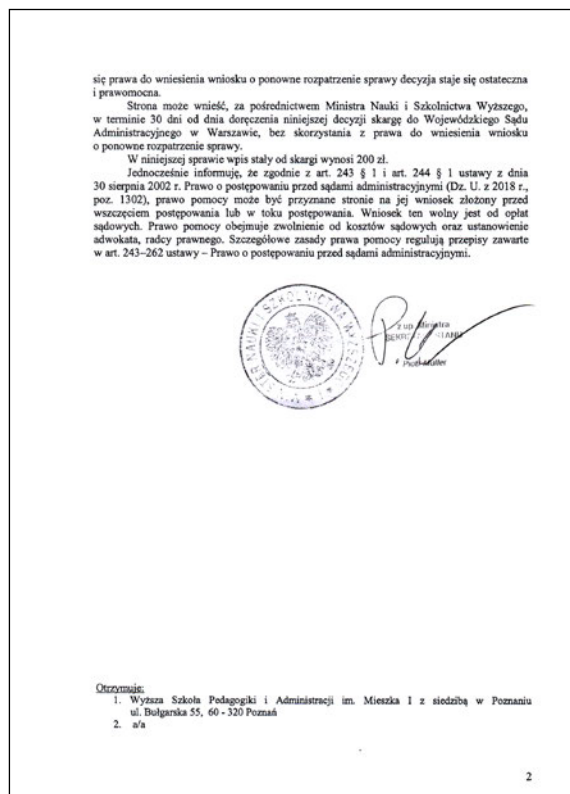 się prawa do wniesienia wniosku o ponowne rozpatrzenie sprawy decyzja staje się ostateczna
i prawomocna.
Strona może wnieść, za pośrednictwem Ministra Nauki i Szkolnictwa Wyższego,
w terminie 30 dni od dnia doręczenia niniejszej decyzji skargę do Wojewódzkiego Sądu
Administracyjnego w Warszawie, bez skorzystania z prawa do wniesienia wniosku
o ponowne rozpatrzenie sprawy.
W niniejszej sprawie wpis stały od skargi wynosi 200 zł.
Jednocześnie informuję, że zgodnie z art. 243 § 1 i art. 244 § 1 ustawy z dnia
30 sierpnia 2002 r. Prawo o postępowaniu przed sądami administracyjnymi (Dz. U. z 2018 r.,
poz. 1302), prawo pomocy może być przyznane stronie na jej wniosek złożony przed
wszczęciem postępowania lub w toku postępowania. Wniosek ten wolny jest od opłat
sądowych. Prawo pomocy obejmuje zwolnienie od kosztów sądowych oraz ustanowienie
adwokata, radcy prawnego. Szczegółowe zasady prawa pomocy regulują przepisy zawarte
w art. 243–262 ustawy – Prawo o postępowaniu przed sądami administracyjnymi.
NAUKI I SZKOLNICTWA WYŻSZEGO
z up. Ministra
Piotr Müller
Otrzymuje:
1. Wyższa Szkoła Pedagogiki i Administracji im. Mieszka I z siedzibą w Poznaniu
ul. Bułgarska 55, 60 - 320 Poznań
2. a/a
2